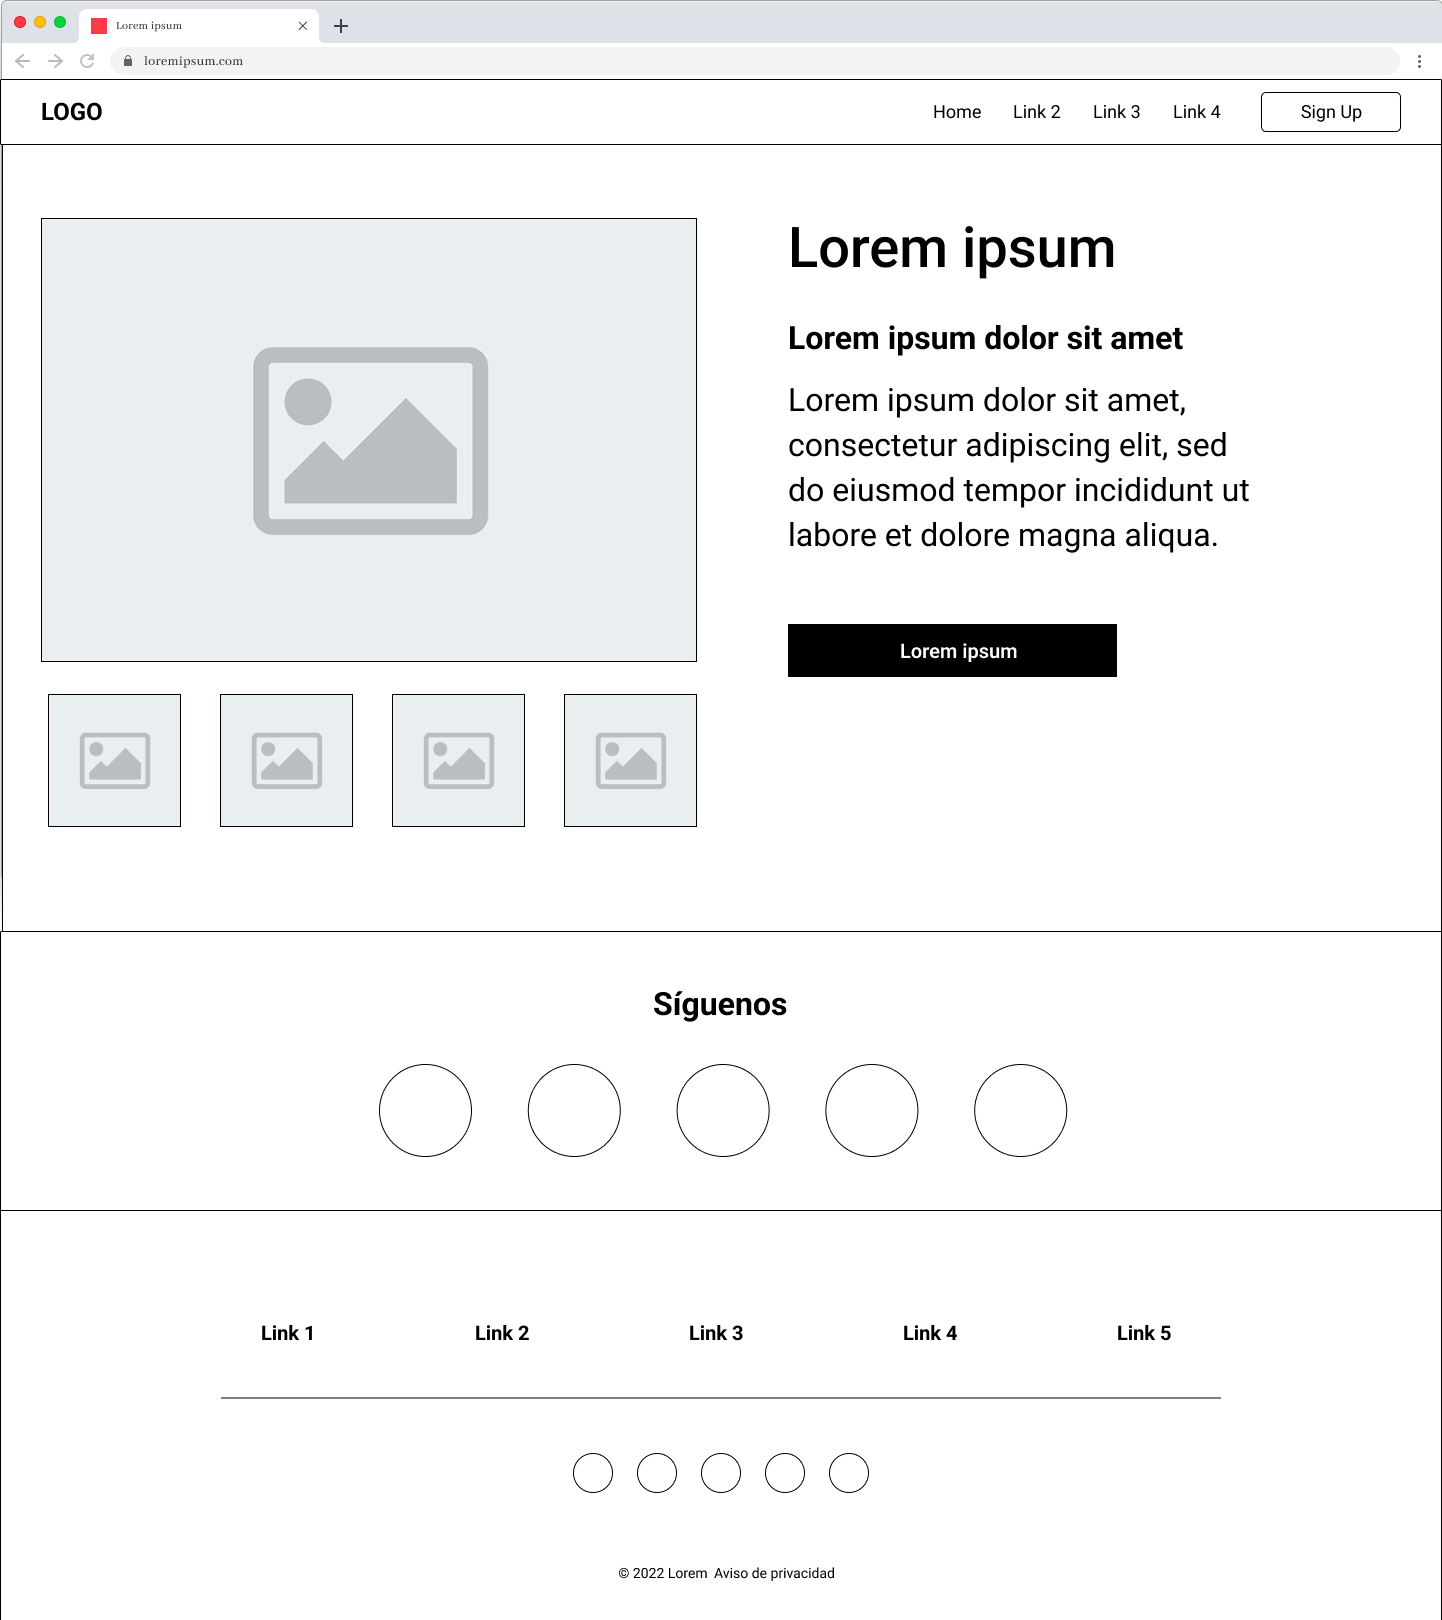 Lorem ipsum
loremipsum.com
LOGO
Home Link 2 Link 3 Link 4 Sign Up
Lorem ipsum
Lorem ipsum dolor sit amet
Lorem ipsum dolor sit amet,
consectetur adipiscing elit, sed
do eiusmod tempor incididunt ut
labore et dolore magna aliqua.
Lorem ipsum
Síguenos
Link 1 Link 2 Link 3 Link 4 Link 5
© 2022 Lorem  Aviso de privacidad